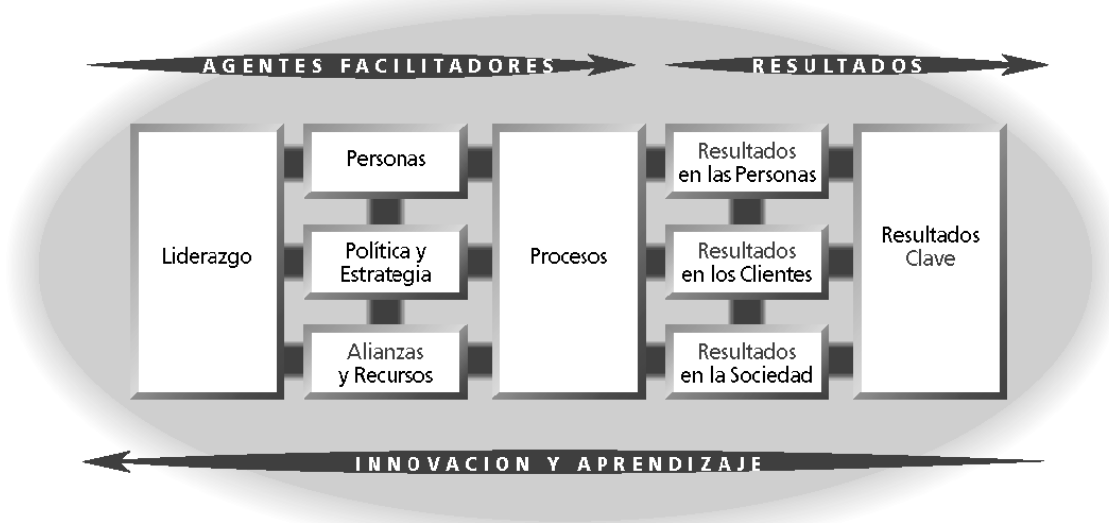 AGENTES FACILITADORES
RESULTADOS
Liderazgo
Personas
Política y
Estrategia
Alianzas
y Recursos
Procesos
Resultados
en las Personas
Resultados
en los Clientes
Resultados
en la Sociedad
Resultados
Clave
INNOVACION Y APRENDIZAJE